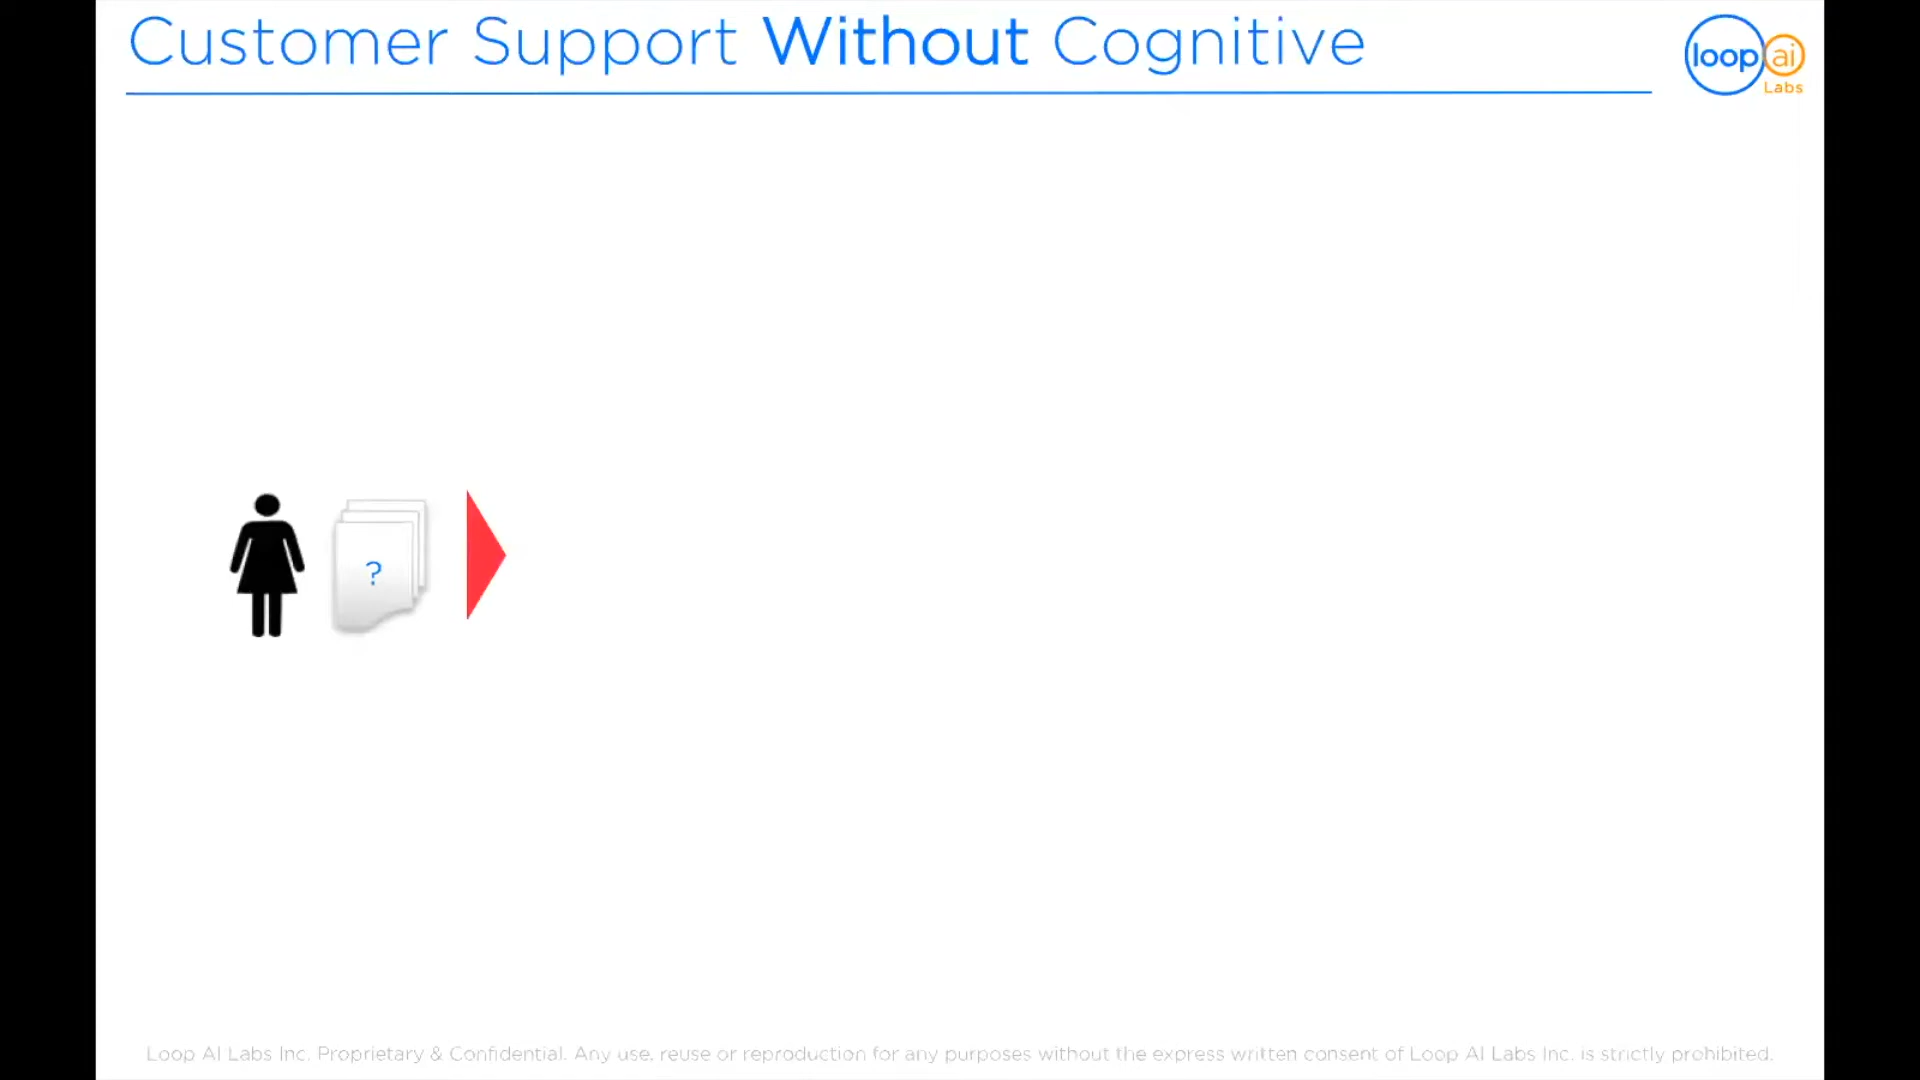 Customer Support Without Cognitive
loop ai
Labs
?
Loop AI Labs Inc. Proprietary & Confidential. Any use, reuse or reproduction for any purposes without the express written consent of Loop AI Labs Inc. is strictly prohibited.